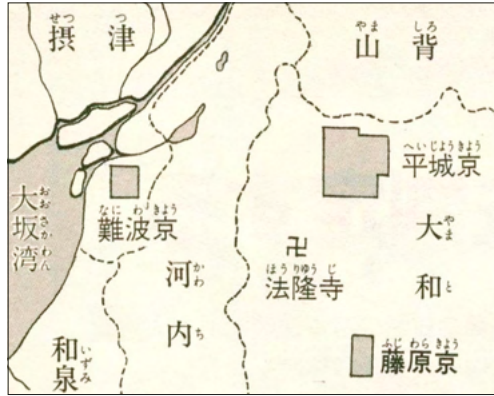 せっつ
摂津
やましろ
山背
へいじょうきょう
平城京
なにわきょう
難波京
おおさかわん
大坂湾
やまと
大和
かわち
河内
ほうりゅうじ
卍
法隆寺
いずみ
和泉
ふじわらきょう
藤原京